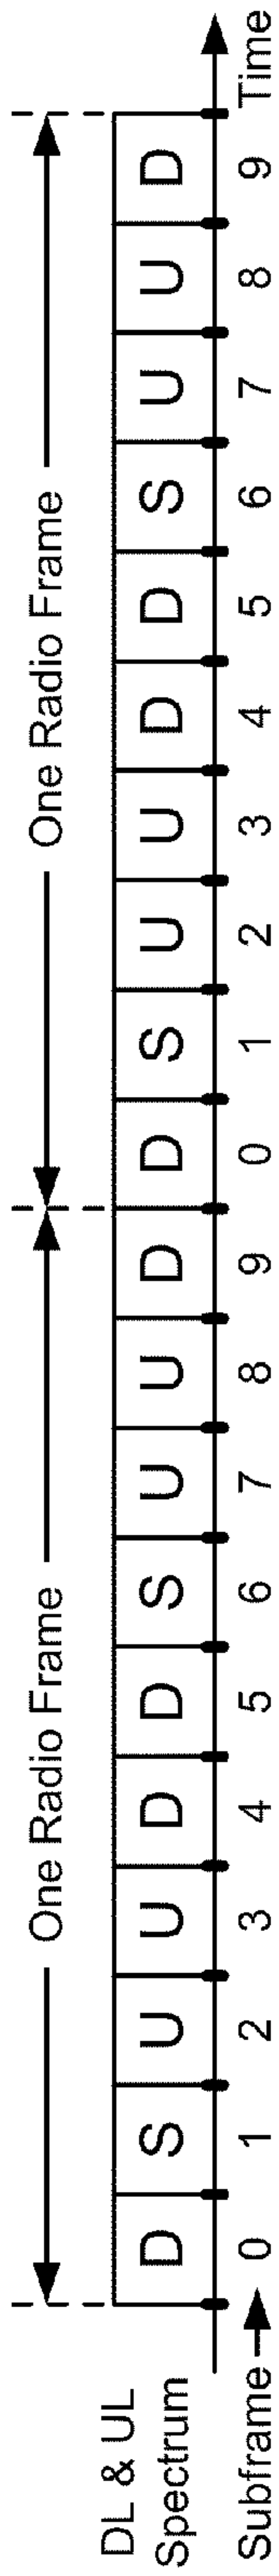 One Radio Frame One Radio Frame
DL & UL
Spectrum
D S U U D D S U U D D S U U D D S U U D
Subframe 0 1 2 3 4 5 6 7 8 9 0 1 2 3 4 5 6 7 8 9 Time